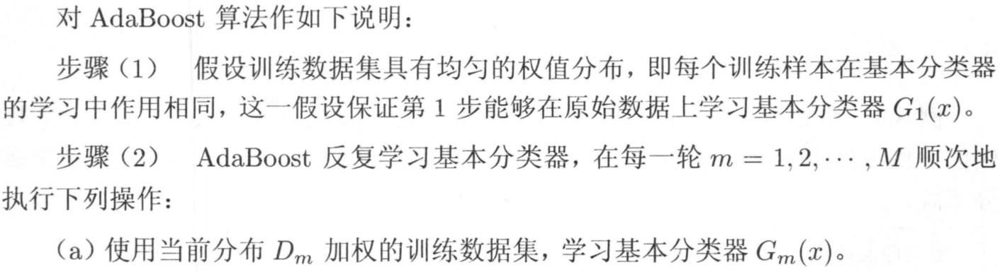 对 AdaBoost 算法作如下说明：
步骤（1） 假设训练数据集具有均匀的权值分布，即每个训练样本在基本分类器
的学习中作用相同，这一假设保证第 1 步能够在原始数据上学习基本分类器 G₁(x)。
步骤（2） AdaBoost 反复学习基本分类器，在每一轮 m = 1, 2, ⋯ , M 顺次地
执行下列操作：
（a）使用当前分布 Dₘ 加权的训练数据集，学习基本分类器 Gₘ(x)。